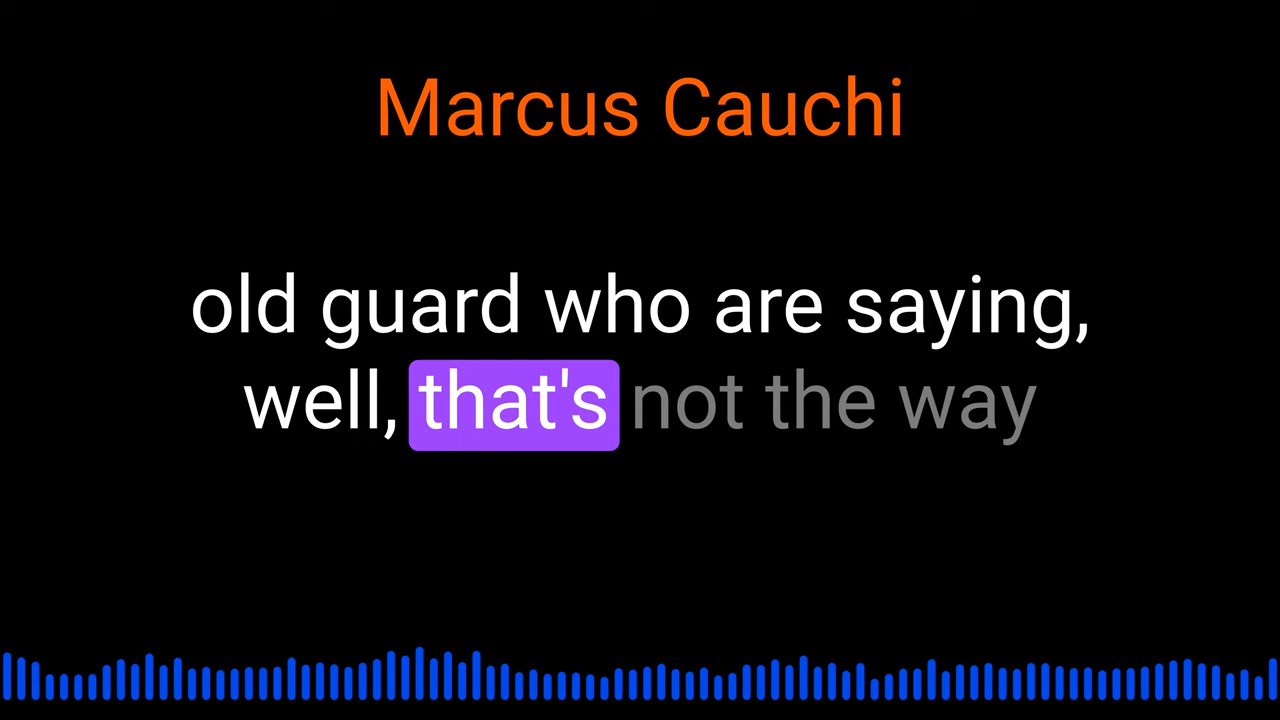 Marcus Cauchi
old guard who are saying,
well, that's not the way